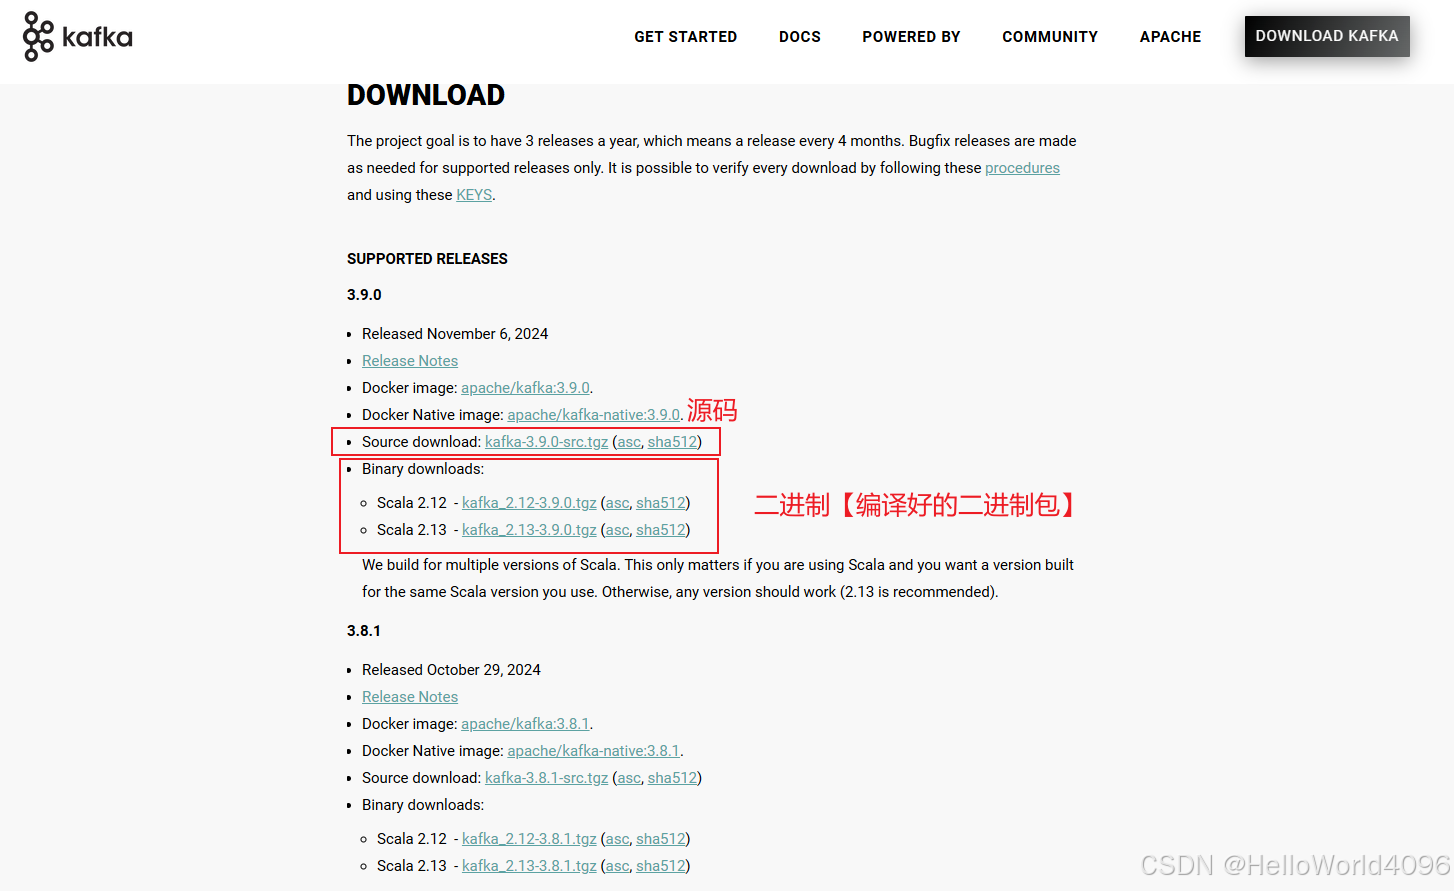 kafka
GET STARTED DOCS POWERED BY COMMUNITY APACHE DOWNLOAD KAFKA
DOWNLOAD
The project goal is to have 3 releases a year, which means a release every 4 months. Bugfix releases are made
as needed for supported releases only. It is possible to verify every download by following these procedures
and using these KEYS.
SUPPORTED RELEASES
3.9.0
Released November 6, 2024
Release Notes
Docker image: apache/kafka:3.9.0.
Docker Native image: apache/kafka-native:3.9.0. 源码
Source download: kafka-3.9.0-src.tgz (asc, sha512)
Binary downloads:
Scala 2.12 - kafka_2.12-3.9.0.tgz (asc, sha512)
二进制【编译好的二进制包】
Scala 2.13 - kafka_2.13-3.9.0.tgz (asc, sha512)
We build for multiple versions of Scala. This only matters if you are using Scala and you want a version built
for the same Scala version you use. Otherwise, any version should work (2.13 is recommended).
3.8.1
Released October 29, 2024
Release Notes
Docker image: apache/kafka:3.8.1.
Docker Native image: apache/kafka-native:3.8.1.
Source download: kafka-3.8.1-src.tgz (asc, sha512)
Binary downloads:
Scala 2.12 - kafka_2.12-3.8.1.tgz (asc, sha512)
Scala 2.13 - kafka_2.13-3.8.1.tgz (asc, sha512)
CSDN @HelloWorld4096